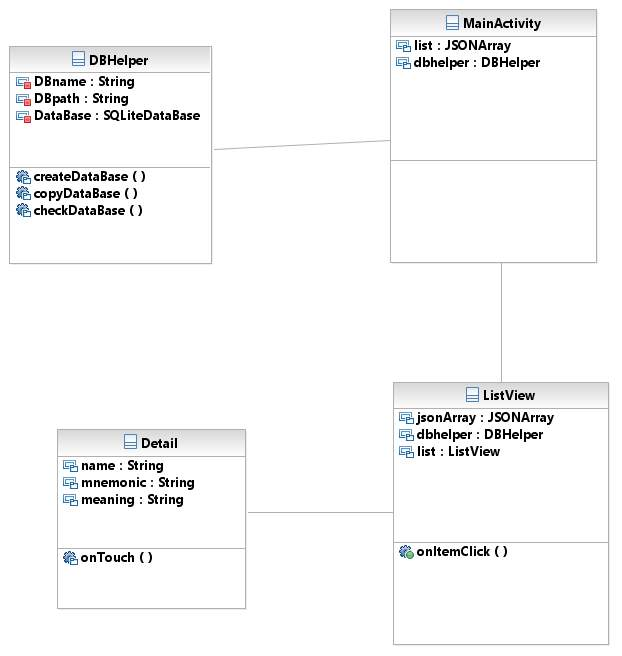 DBHelper
DBname : String
DBpath : String
DataBase : SQLiteDataBase
createDataBase ( )
copyDataBase ( )
checkDataBase ( )
MainActivity
list : JSONArray
dbhelper : DBHelper
Detail
name : String
mnemonic : String
meaning : String
onTouch ( )
ListView
jsonArray : JSONArray
dbhelper : DBHelper
list : ListView
onItemClick ( )